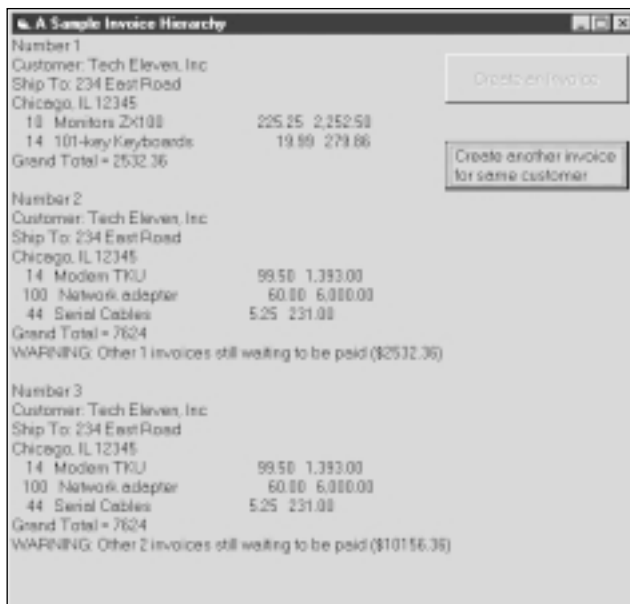 A Sample Invoice Hierarchy
Number 1
Customer: Tech Eleven, Inc
Ship To: 234 East Road
Chicago, IL 12345
10 Monitors ZX100 225.25 2,252.50
14 101-key Keyboards 19.99 279.86
Grand Total = 2532.36
Create an invoice
Create another invoice
for same customer
Number 2
Customer: Tech Eleven, Inc
Ship To: 234 East Road
Chicago, IL 12345
14 Modem TKU 99.50 1,393.00
100 Network adapter 60.00 6,000.00
44 Serial Cables 5.25 231.00
Grand Total = 7624
WARNING: Other 1 invoices still waiting to be paid ($2532.36)
Number 3
Customer: Tech Eleven, Inc
Ship To: 234 East Road
Chicago, IL 12345
14 Modem TKU 99.50 1,393.00
100 Network adapter 60.00 6,000.00
44 Serial Cables 5.25 231.00
Grand Total = 7624
WARNING: Other 2 invoices still waiting to be paid ($10156.36)